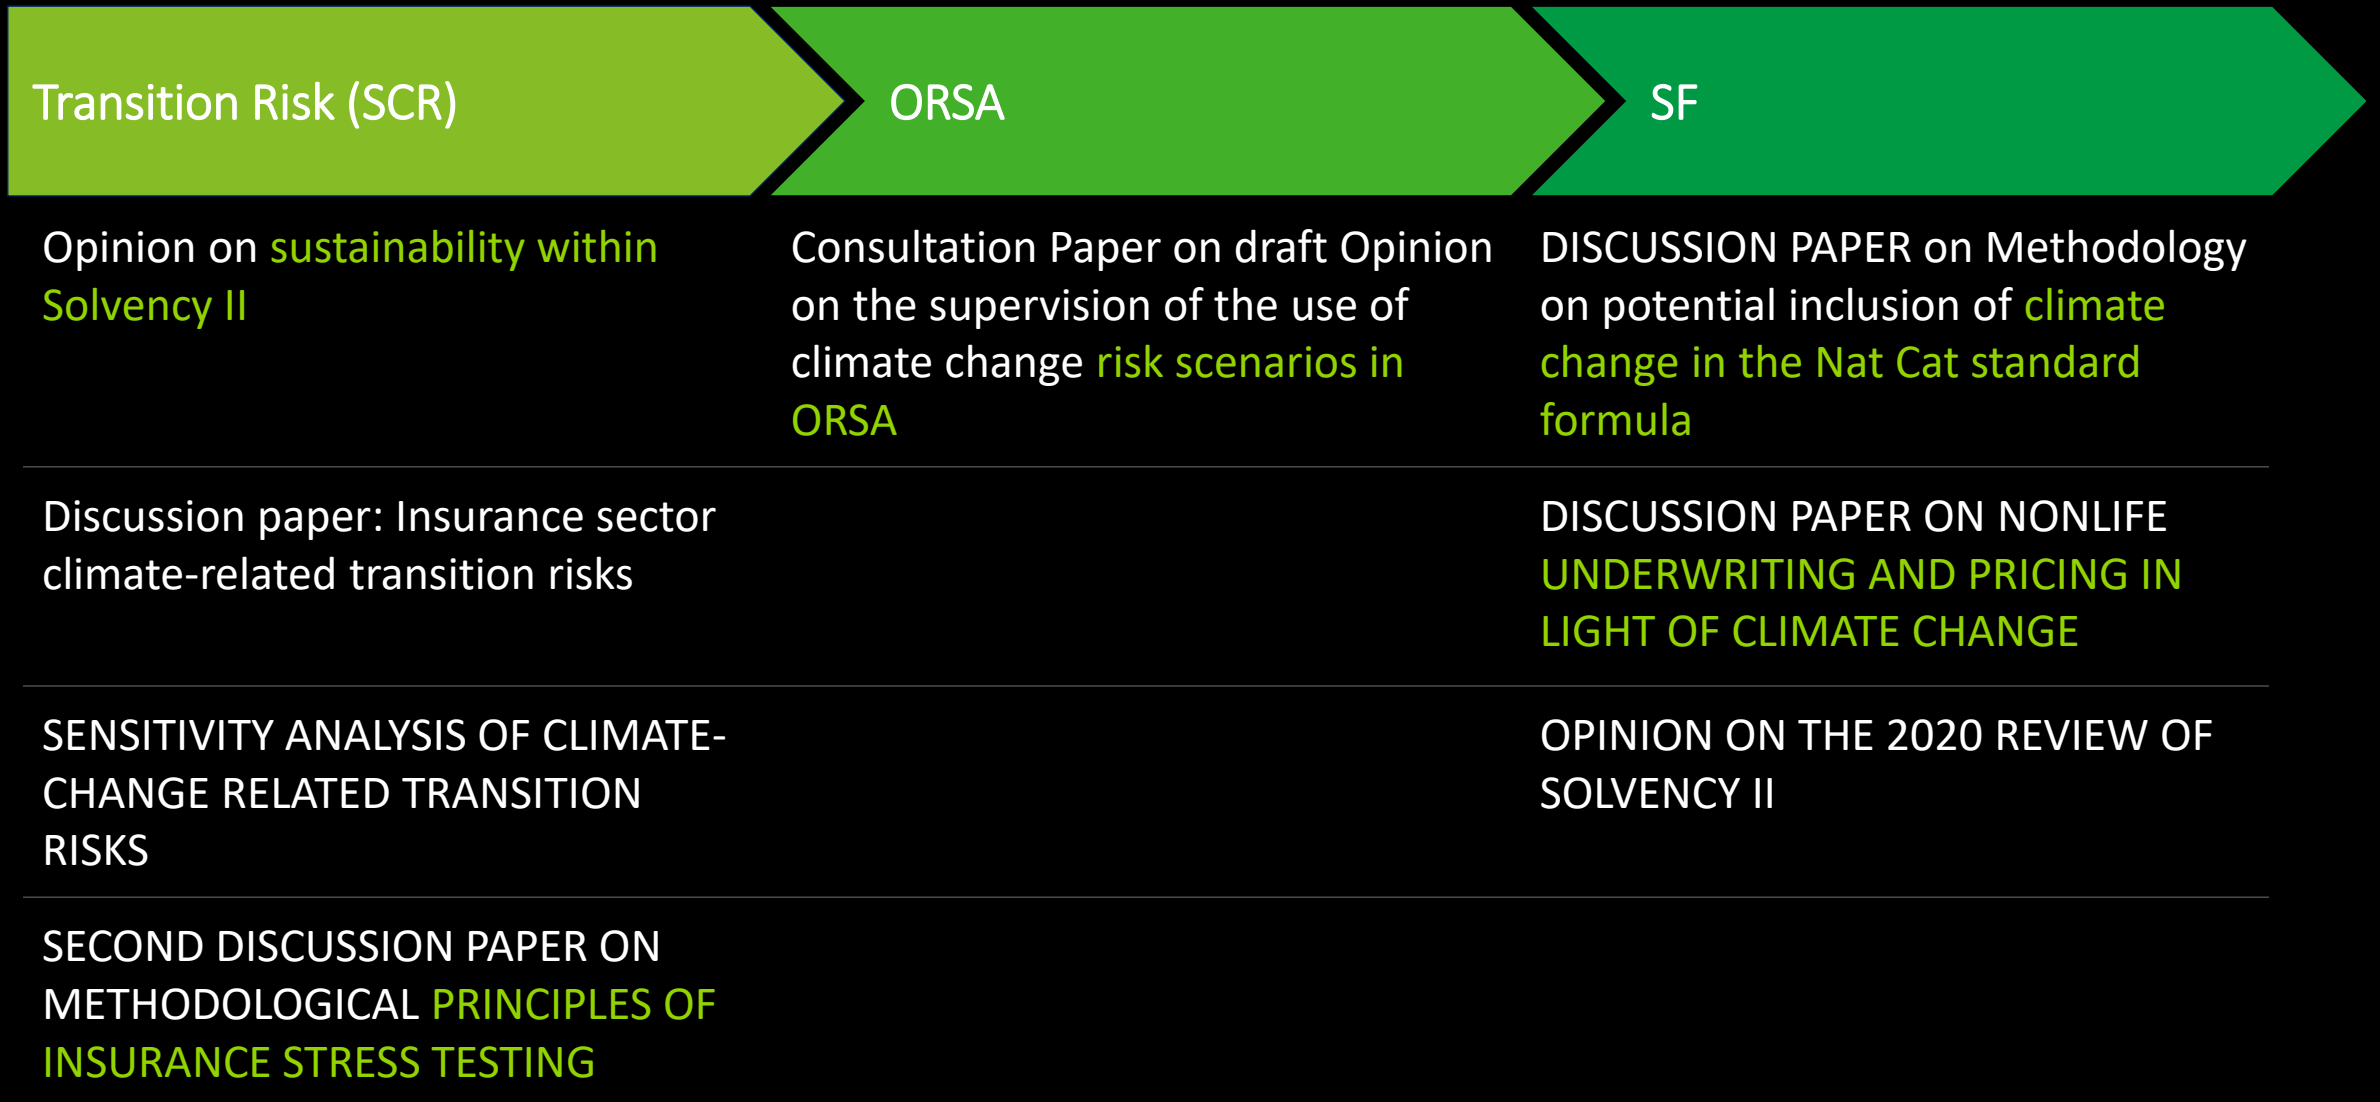 Transition Risk (SCR)
ORSA
SF
Opinion on sustainability within
Solvency II
Consultation Paper on draft Opinion
on the supervision of the use of
climate change risk scenarios in
ORSA
DISCUSSION PAPER on Methodology
on potential inclusion of climate
change in the Nat Cat standard
formula
Discussion paper: Insurance sector
climate-related transition risks
DISCUSSION PAPER ON NONLIFE
UNDERWRITING AND PRICING IN
LIGHT OF CLIMATE CHANGE
SENSITIVITY ANALYSIS OF CLIMATE-
CHANGE RELATED TRANSITION
RISKS
OPINION ON THE 2020 REVIEW OF
SOLVENCY II
SECOND DISCUSSION PAPER ON
METHODOLOGICAL PRINCIPLES OF
INSURANCE STRESS TESTING